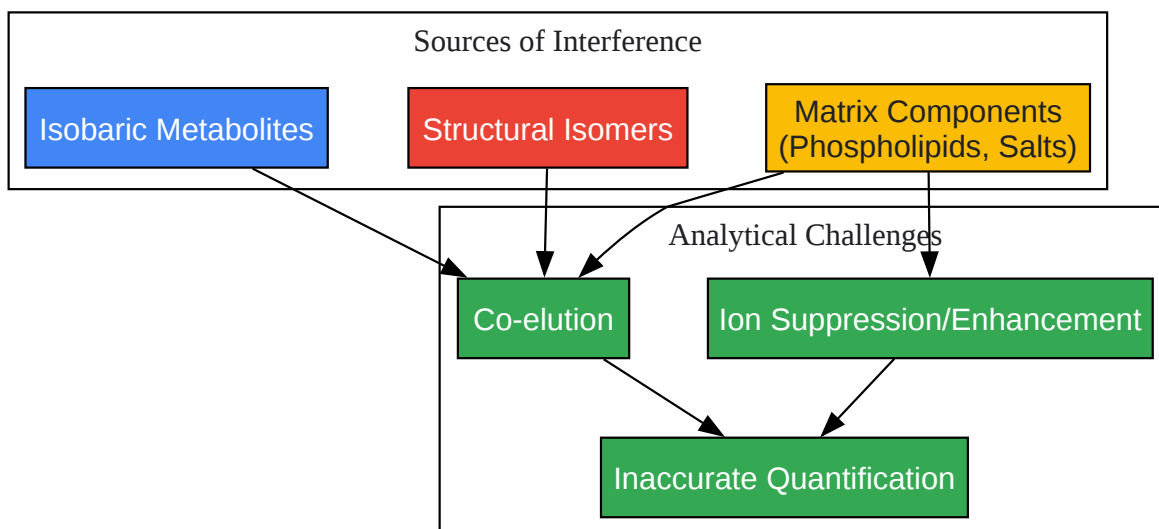 Sources of Interference
Isobaric Metabolites
Structural Isomers
Matrix Components
(Phospholipids, Salts)
Analytical Challenges
Co-elution
Ion Suppression/Enhancement
Inaccurate Quantification